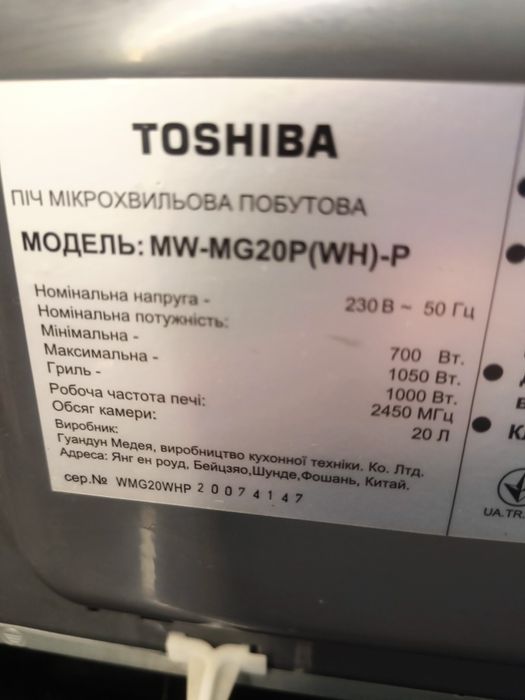 TOSHIBA
ПІЧ МІКРОХВИЛЬОВА ПОБУТОВА
МОДЕЛЬ: MW-MG20P(WH)-P
Номінальна напруга - 230 В ~ 50 Гц
Номінальна потужність:
Мінімальна - 700 Вт.
Максимальна - 1050 Вт.
Гриль - 1000 Вт.
Робоча частота печі: 2450 МГц
Обсяг камери: 20 Л
Виробник:
Гуандун Медея, виробництво кухонної техніки. Ко. Лтд.
Адреса: Янг ен роуд, Бейцзяо,Шунде,Фошань, Китай.
сер.№ WMG20WHP 20074147
UA.TR.